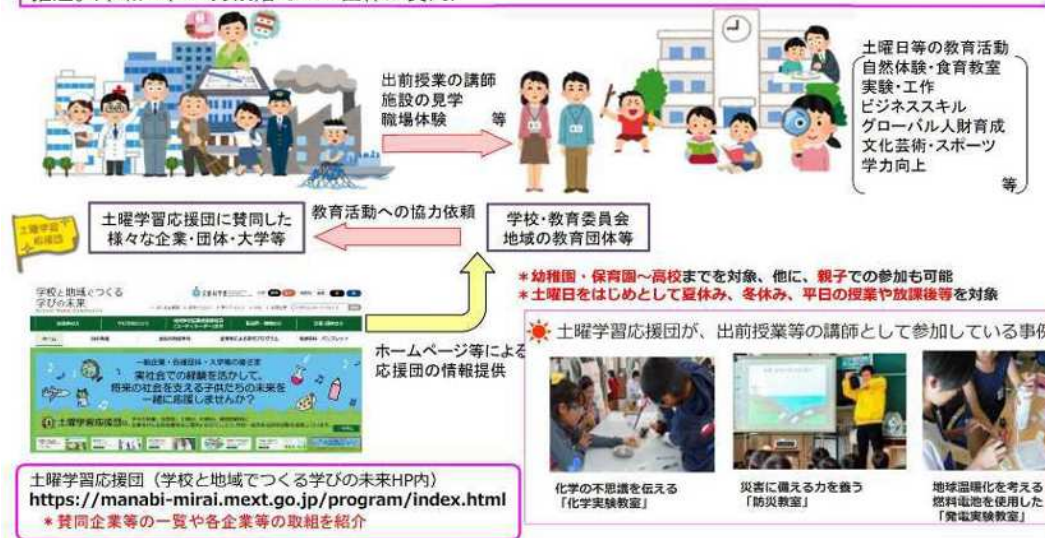 出前授業の講師
施設の見学
職場体験 等
土曜日等の教育活動
自然体験・食育教室
実験・工作
ビジネススキル
グローバル人財育成
文化芸術・スポーツ
学力向上
等
土曜学習
応援団
土曜学習応援団に賛同した
様々な企業・団体・大学等
教育活動への協力依頼
学校・教育委員会
地域の教育団体等
*幼稚園・保育園～高校までを対象、他に、親子での参加も可能
*土曜日をはじめとして夏休み、冬休み、平日の授業や放課後等を対象
学校と地域でつくる
学びの未来
ホーム
一般企業・各種団体・大学等の皆さま
実社会での経験を活かして、
将来の社会を支える子供たちの未来を
一緒に応援しませんか?
土曜学習応援団
ホームページ等による
応援団の情報提供
土曜学習応援団が、出前授業等の講師として参加している事例
化学の不思議を伝える
「化学実験教室」
災害に備える力を養う
「防災教室」
地球温暖化を考える
燃料電池を使用した
「発電実験教室」
土曜学習応援団（学校と地域でつくる学びの未来HP内）
https://manabi-mirai.mext.go.jp/program/index.html
*賛同企業等の一覧や各企業等の取組を紹介